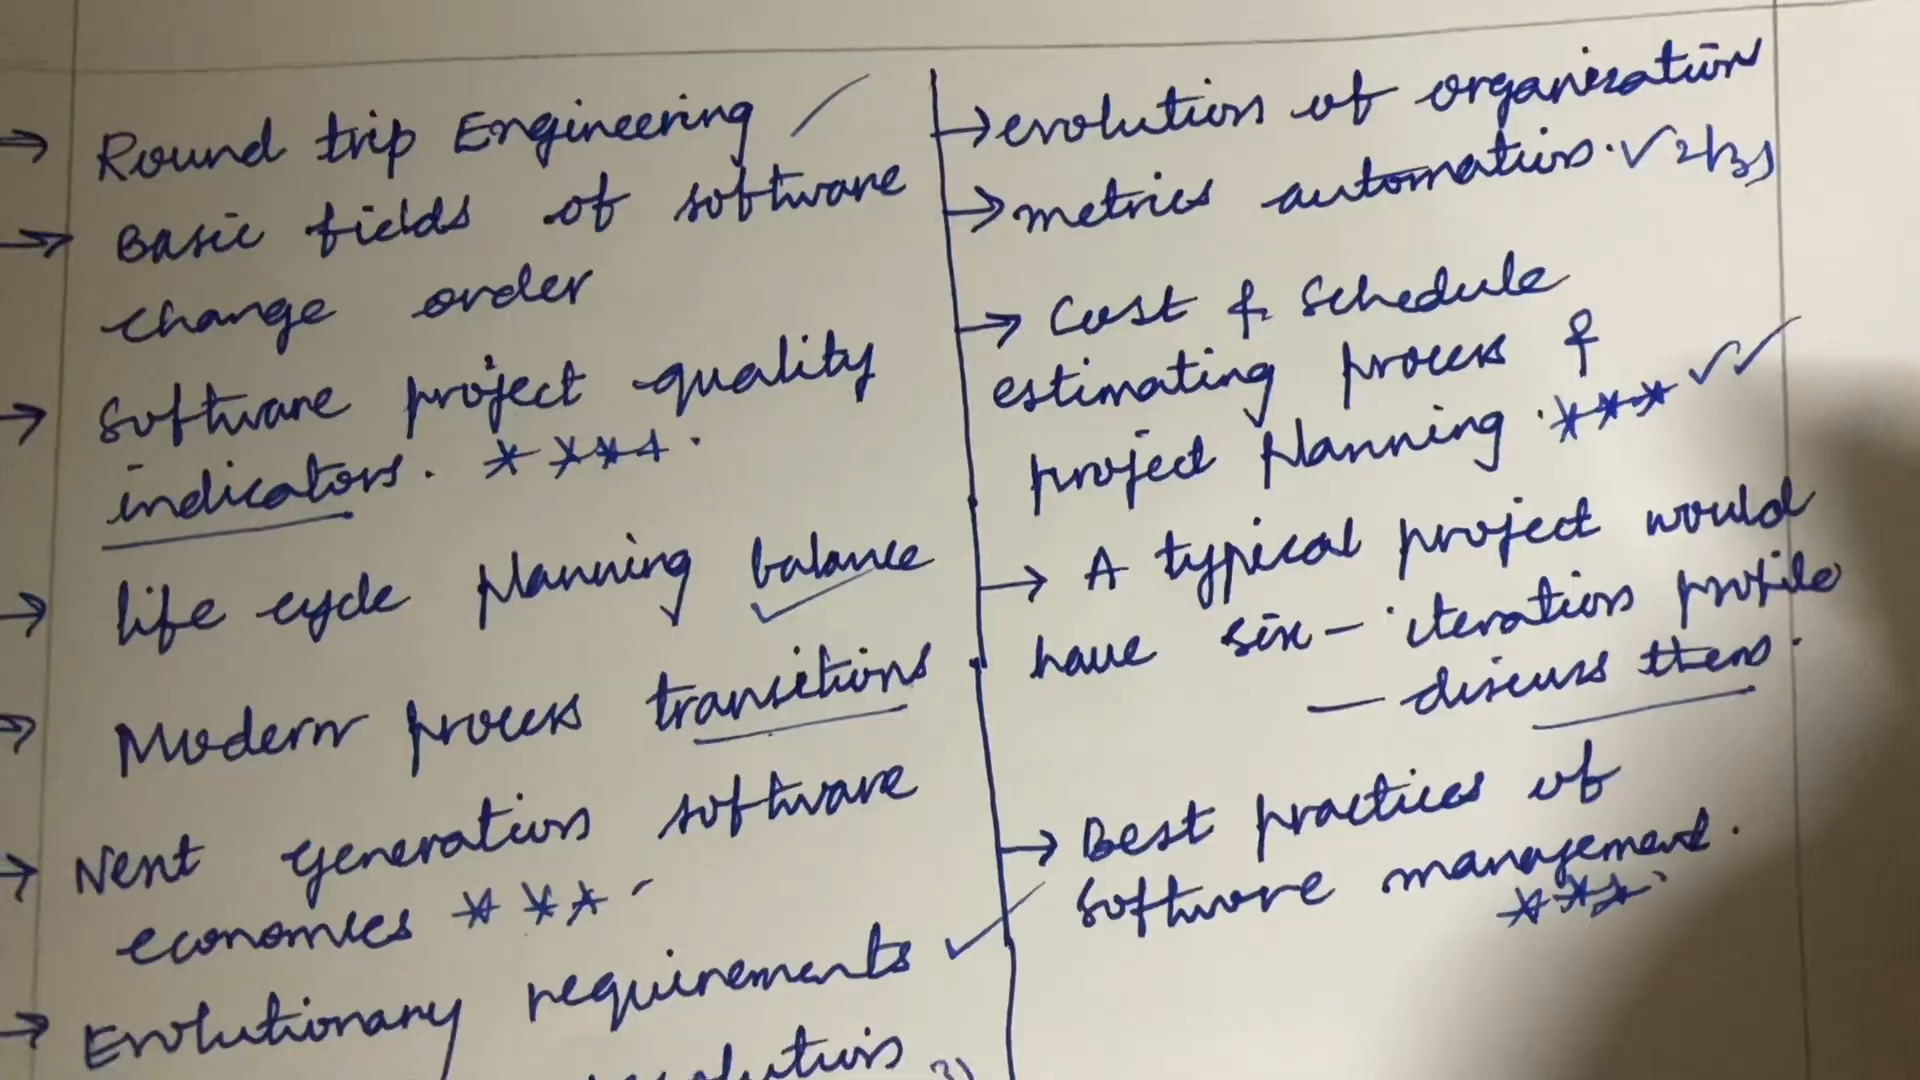 → Round trip Engineering ✓
→ Basic fields of software
change order
→ Software project quality
indicators. ****.
→ life cycle planning balance
→ Modern process transitions
→ Next generation software
economics ***
→ Evolutionary requirements ✓
→ evolution of organization
→ metrics automation. ✓
→ Cost & Schedule
estimating process &
project planning. *** ✓✓
→ A typical project would
have six - iteration profile
— discuss them.
→ Best practices of
Software management.
***